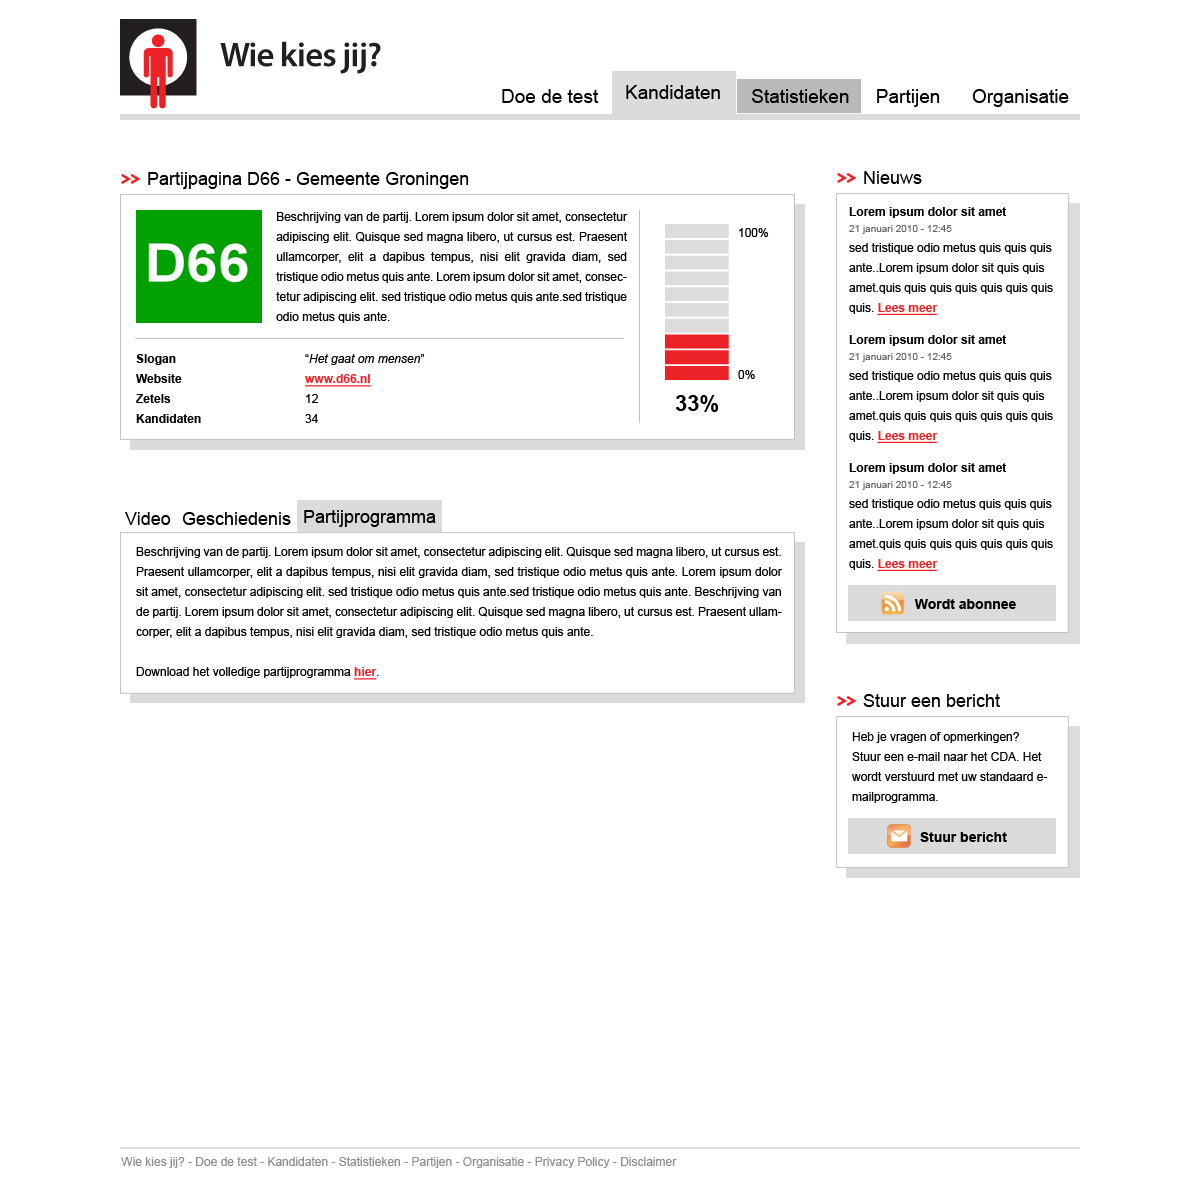 Wie kies jij?
Doe de test
Kandidaten
Statistieken
Partijen
Organisatie
>> Partijpagina D66 - Gemeente Groningen
D66
Beschrijving van de partij. Lorem ipsum dolor sit amet, consectetur
adipiscing elit. Quisque sed magna libero, ut cursus est. Praesent
ullamcorper, elit a dapibus tempus, nisi elit gravida diam, sed
tristique odio metus quis ante. Lorem ipsum dolor sit amet, consec-
tetur adipiscing elit. sed tristique odio metus quis ante.sed tristique
odio metus quis ante.
Slogan “Het gaat om mensen”
Website www.d66.nl
Zetels 12
Kandidaten 34
100%
0%
33%
Video
Geschiedenis
Partijprogramma
Beschrijving van de partij. Lorem ipsum dolor sit amet, consectetur adipiscing elit. Quisque sed magna libero, ut cursus est.
Praesent ullamcorper, elit a dapibus tempus, nisi elit gravida diam, sed tristique odio metus quis ante. Lorem ipsum dolor
sit amet, consectetur adipiscing elit. sed tristique odio metus quis ante.sed tristique odio metus quis ante. Beschrijving van
de partij. Lorem ipsum dolor sit amet, consectetur adipiscing elit. Quisque sed magna libero, ut cursus est. Praesent ullam-
corper, elit a dapibus tempus, nisi elit gravida diam, sed tristique odio metus quis ante.
Download het volledige partijprogramma hier.
>> Nieuws
Lorem ipsum dolor sit amet
21 januari 2010 - 12:45
sed tristique odio metus quis quis quis
ante..Lorem ipsum dolor sit quis quis
amet.quis quis quis quis quis quis quis
quis. Lees meer
Lorem ipsum dolor sit amet
21 januari 2010 - 12:45
sed tristique odio metus quis quis quis
ante..Lorem ipsum dolor sit quis quis
amet.quis quis quis quis quis quis quis
quis. Lees meer
Lorem ipsum dolor sit amet
21 januari 2010 - 12:45
sed tristique odio metus quis quis quis
ante..Lorem ipsum dolor sit quis quis
amet.quis quis quis quis quis quis quis
quis. Lees meer
Wordt abonnee
>> Stuur een bericht
Heb je vragen of opmerkingen?
Stuur een e-mail naar het CDA. Het
wordt verstuurd met uw standaard e-
mailprogramma.
Stuur bericht
Wie kies jij? - Doe de test - Kandidaten - Statistieken - Partijen - Organisatie - Privacy Policy - Disclaimer